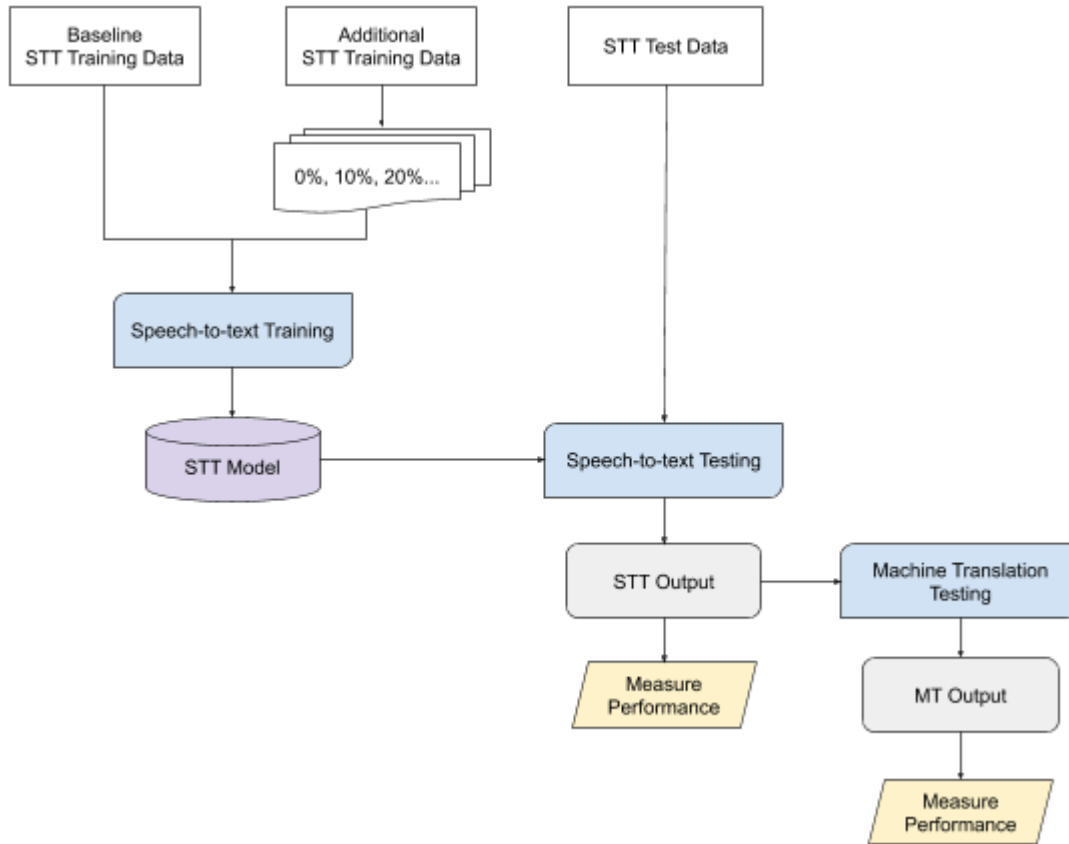 Baseline
STT Training Data
Additional
STT Training Data
STT Test Data
0%, 10%, 20%...
Speech-to-text Training
STT Model
Speech-to-text Testing
STT Output
Machine Translation
Testing
Measure
Performance
MT Output
Measure
Performance